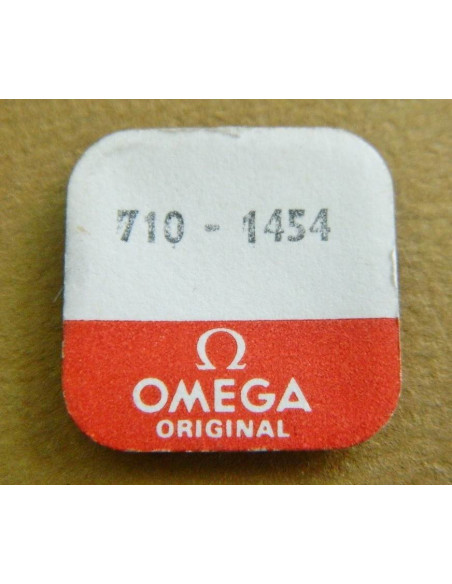 710 - 1454
Ω
OMEGA
ORIGINAL